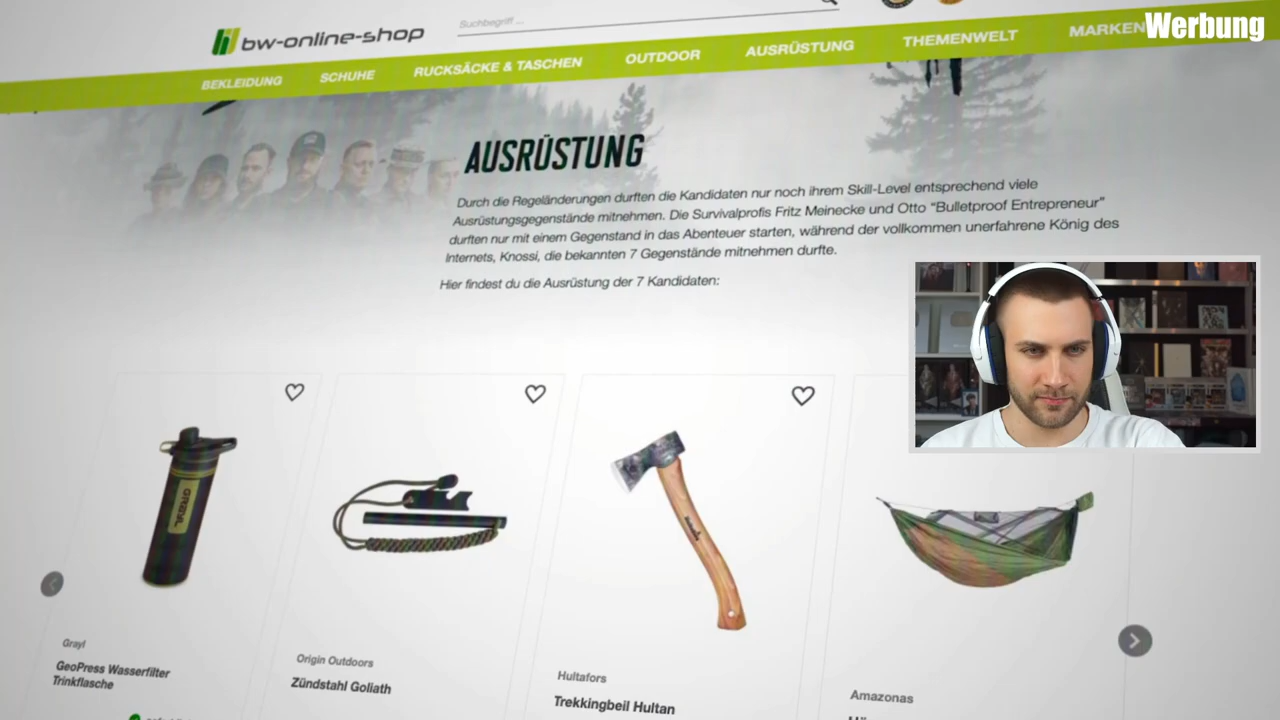 Werbung
bw-online-shop
Suchbegriff ...
BEKLEIDUNG SCHUHE RUCKSÄCKE & TASCHEN OUTDOOR AUSRÜSTUNG THEMENWELT MARKEN
AUSRÜSTUNG
Durch die Regeländerungen durften die Kandidaten nur noch ihrem Skill-Level entsprechend viele
Ausrüstungsgegenstände mitnehmen. Die Survivalprofis Fritz Meinecke und Otto "Bulletproof Entrepreneur"
durften nur mit einem Gegenstand in das Abenteuer starten, während der vollkommen unerfahrene König des
Internets, Knossi, die bekannten 7 Gegenstände mitnehmen durfte.
Hier findest du die Ausrüstung der 7 Kandidaten:
GRAYL
Grayl
GeoPress Wasserfilter
Trinkflasche
Origin Outdoors
Zündstahl Goliath
Hultafors
Trekkingbeil Hultan
Amazonas